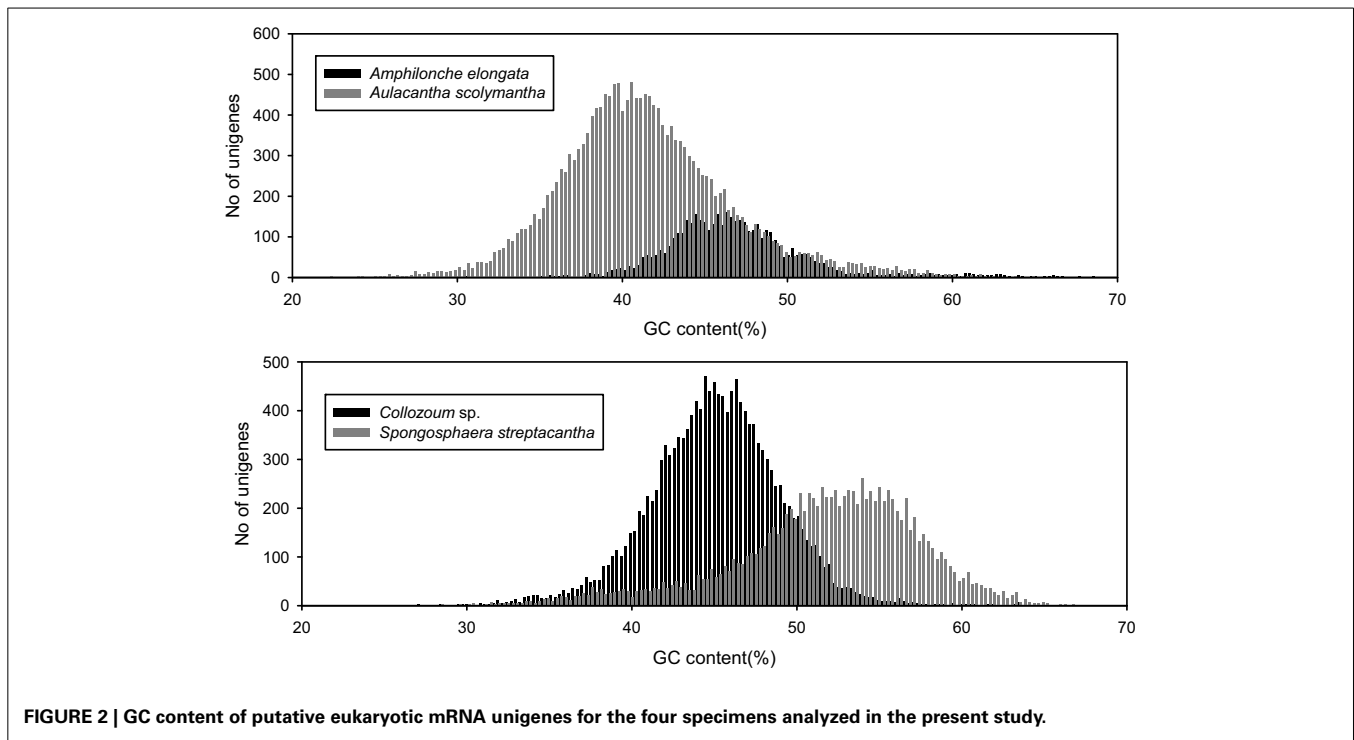 600
500
400
300
200
100
0
No of unigenes
Amphilonche elongata
Aulacantha scolymantha
20 30 40 50 60 70
GC content(%)
500
400
300
200
100
0
No of unigenes
Collozoum sp.
Spongosphaera streptacantha
20 30 40 50 60 70
GC content(%)
FIGURE 2 | GC content of putative eukaryotic mRNA unigenes for the four specimens analyzed in the present study.